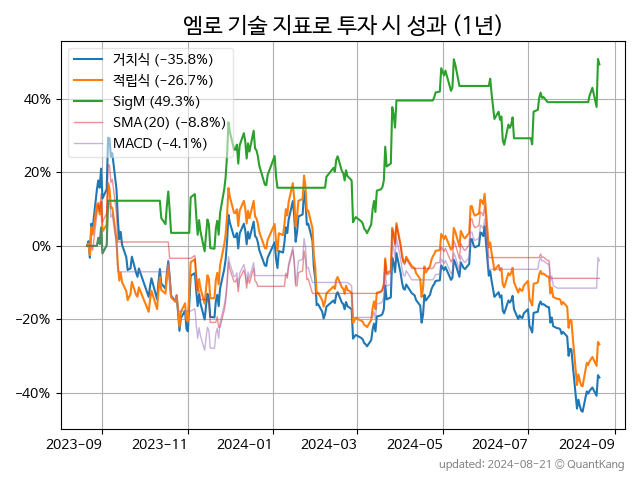 엠로 기술 지표로 투자 시 성과 (1년)
거치식 (−35.8%)
적립식 (−26.7%)
SigM (49.3%)
SMA(20) (−8.8%)
MACD (−4.1%)
40%
20%
0%
−20%
−40%
2023-09 2023-11 2024-01 2024-03 2024-05 2024-07 2024-09
updated: 2024-08-21 © QuantKang